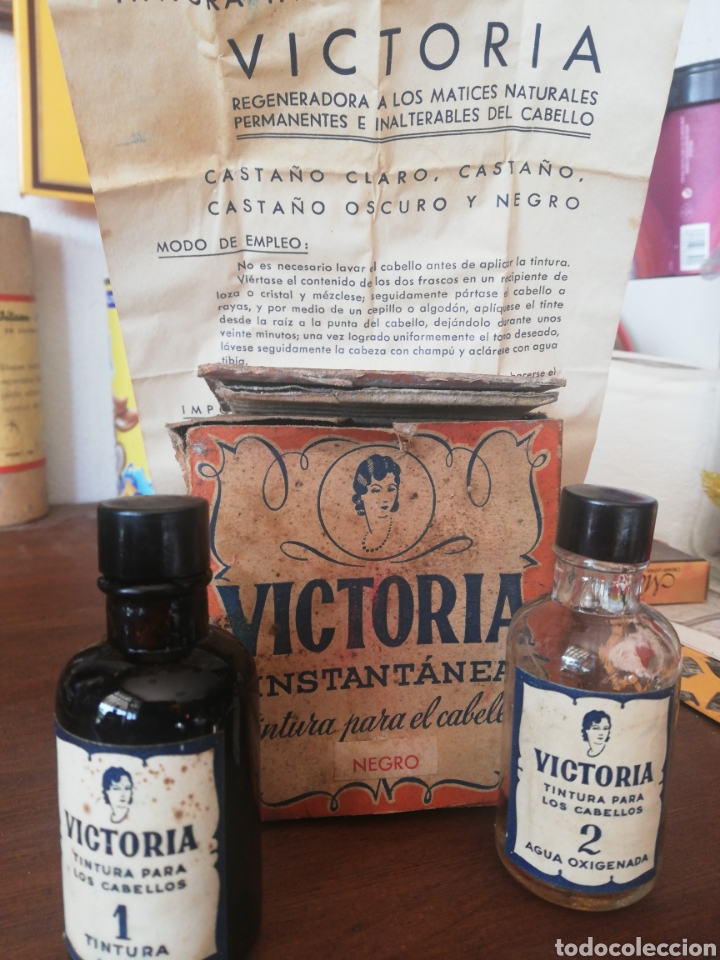 VICTORIA
REGENERADORA A LOS MATICES NATURALES
PERMANENTES E INALTERABLES DEL CABELLO
CASTAÑO CLARO, CASTAÑO,
CASTAÑO OSCURO Y NEGRO
MODO DE EMPLEO:
No es necesario lavar el cabello antes de aplicar la tintura.
Viértase el contenido de los dos frascos en un recipiente de
loza o cristal y mézclese; seguidamente pártase el cabello a
rayas, y por medio de un cepillo o algodón, aplíquese el tinte
desde la raíz a la punta del cabello, dejándolo durante unos
veinte minutos; una vez logrado uniformemente el tono deseado,
lávese seguidamente la cabeza con champú y aclárese con agua
tibia.
hacerse el
IMP
VICTORIA
INSTANTÁNEA
tintura para el cabello
NEGRO
VICTORIA
TINTURA PARA
LOS CABELLOS
1
TINTURA
VICTORIA
TINTURA PARA
LOS CABELLOS
2
AGUA OXIGENADA
todocoleccion